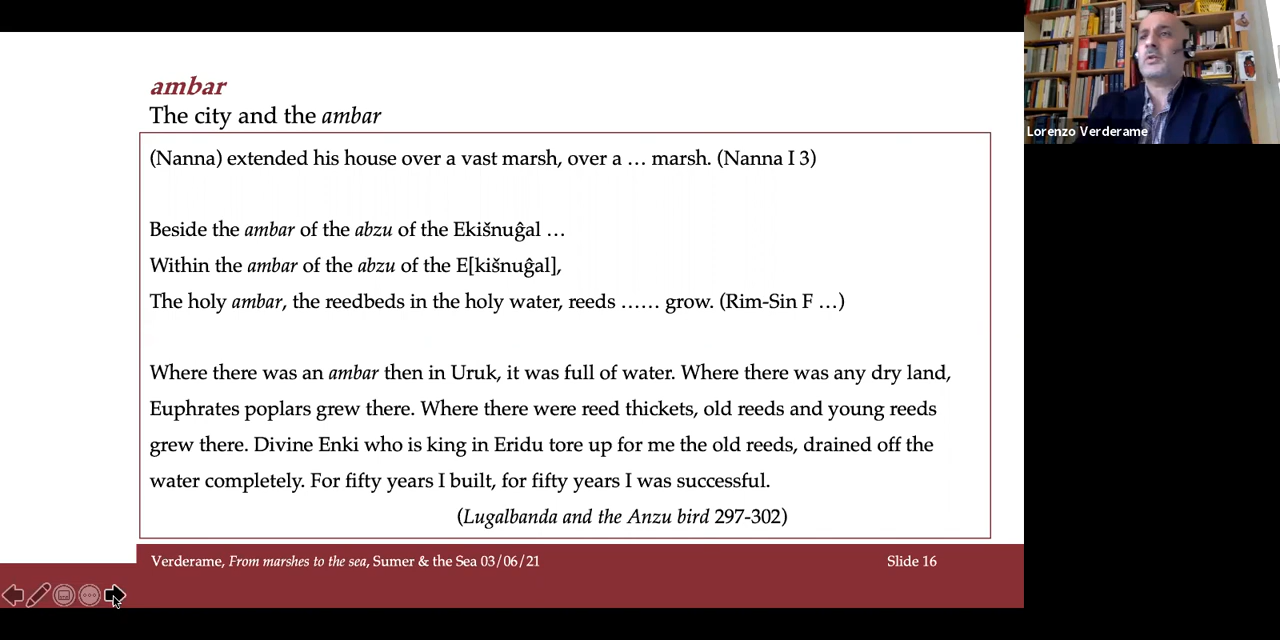 ambar
The city and the ambar
(Nanna) extended his house over a vast marsh, over a … marsh. (Nanna I 3)
Beside the ambar of the abzu of the Ekišnuĝal …
Within the ambar of the abzu of the E[kišnuĝal],
The holy ambar, the reedbeds in the holy water, reeds …… grow. (Rim-Sin F …)
Where there was an ambar then in Uruk, it was full of water. Where there was any dry land,
Euphrates poplars grew there. Where there were reed thickets, old reeds and young reeds
grew there. Divine Enki who is king in Eridu tore up for me the old reeds, drained off the
water completely. For fifty years I built, for fifty years I was successful.
(Lugalbanda and the Anzu bird 297-302)
Verderame, From marshes to the sea, Sumer & the Sea 03/06/21
Slide 16
Lorenzo Verderame